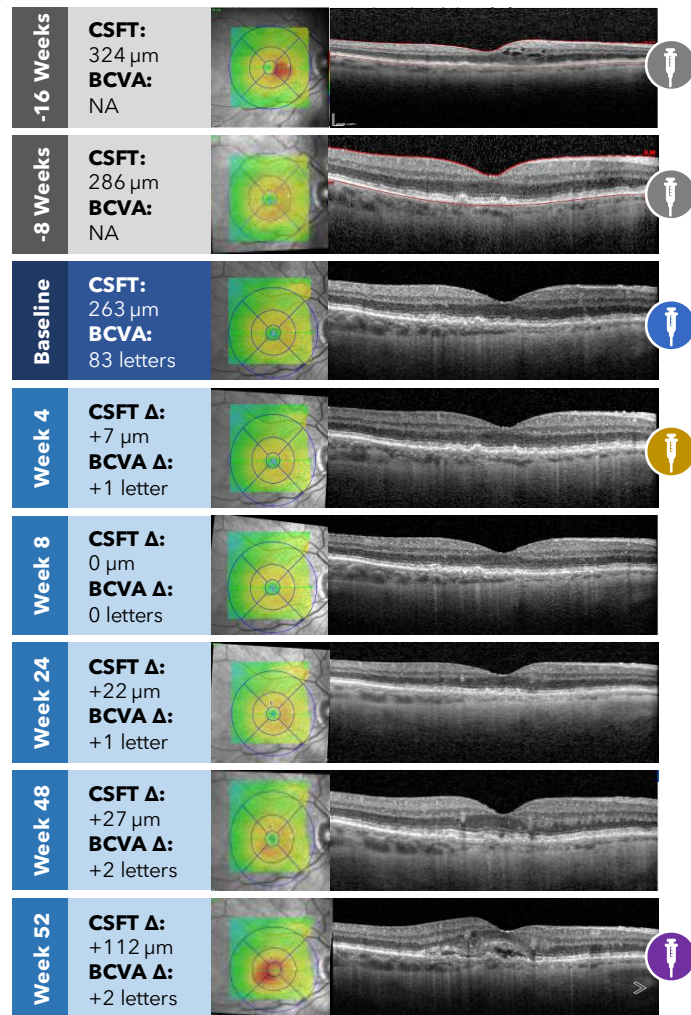 -16 Weeks
CSFT:
324 µm
BCVA:
NA
-8 Weeks
CSFT:
286 µm
BCVA:
NA
Baseline
CSFT:
263 µm
BCVA:
83 letters
Week 4
CSFT Δ:
+7 µm
BCVA Δ:
+1 letter
Week 8
CSFT Δ:
0 µm
BCVA Δ:
0 letters
Week 24
CSFT Δ:
+22 µm
BCVA Δ:
+1 letter
Week 48
CSFT Δ:
+27 µm
BCVA Δ:
+2 letters
Week 52
CSFT Δ:
+112 µm
BCVA Δ:
+2 letters